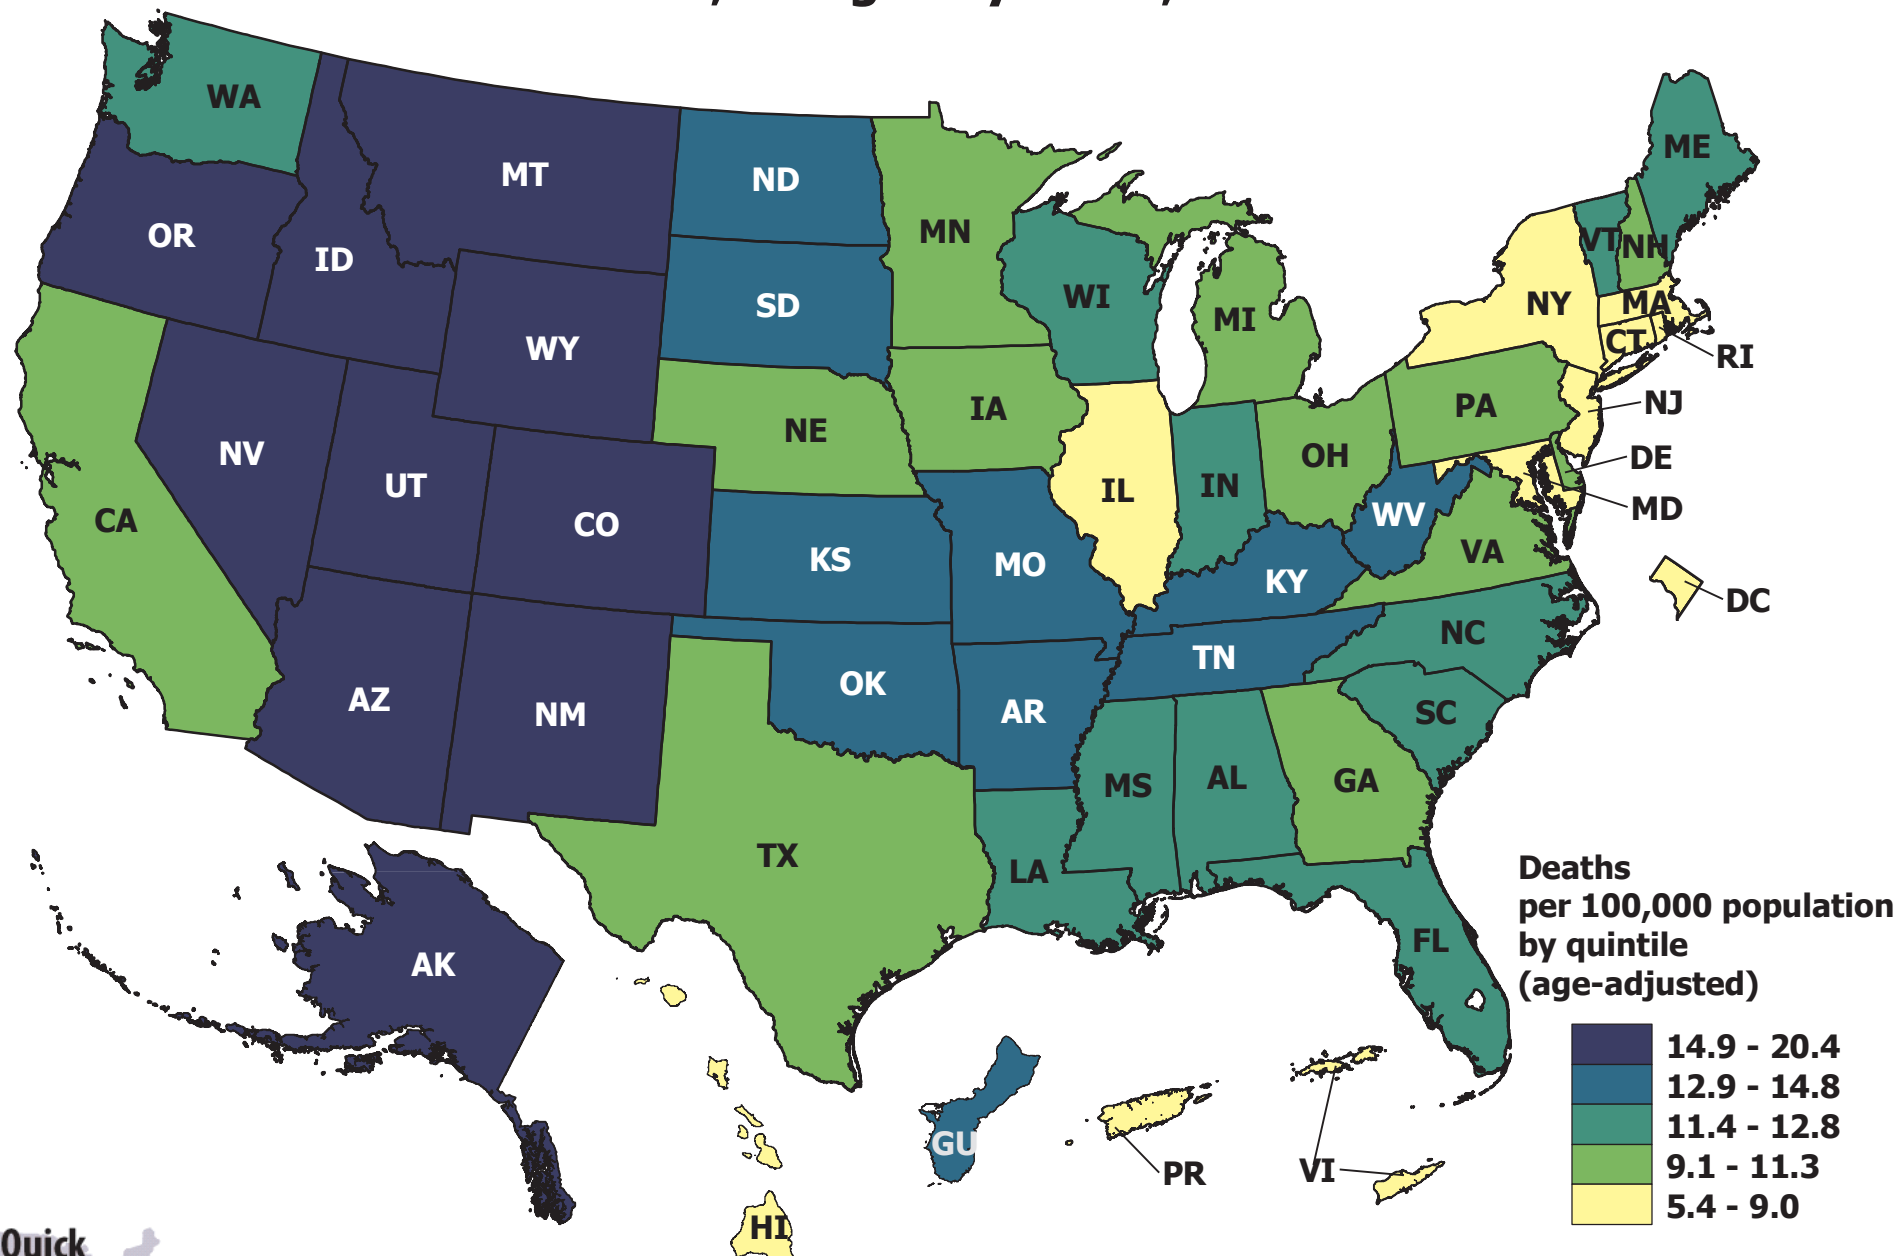 WA
MT
ND
ME
OR
ID
MN
VT
NH
SD
WI
NY
MA
MI
CT
RI
WY
NE
IA
PA
NJ
NV
UT
OH
DE
IL
IN
MD
CA
CO
WV
KS
MO
VA
KY
DC
NC
TN
AZ
NM
OK
AR
SC
MS
AL
GA
TX
LA
FL
AK
GU
PR
VI
HI
Deaths
per 100,000 population
by quintile
(age-adjusted)
14.9 - 20.4
12.9 - 14.8
11.4 - 12.8
9.1 - 11.3
5.4 - 9.0
Quick